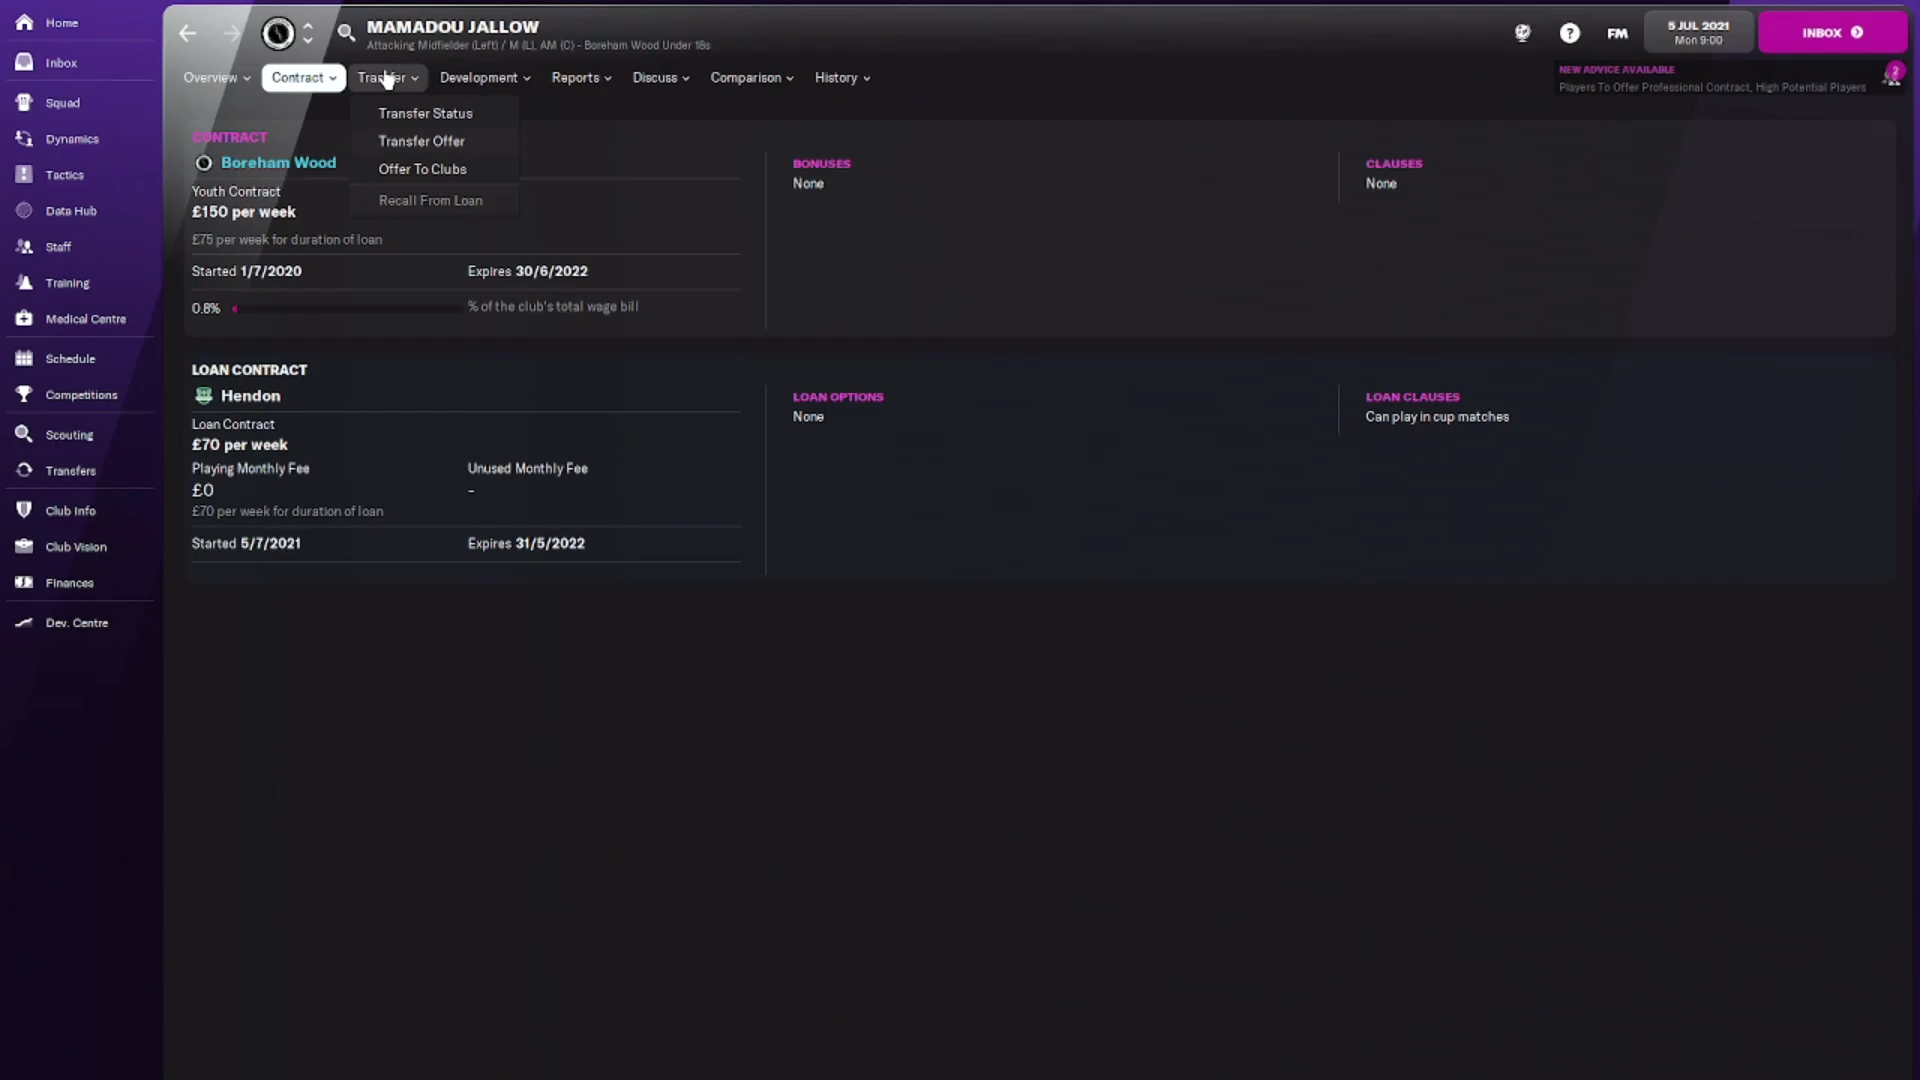 Home
Inbox
Squad
Dynamics
Tactics
Data Hub
Staff
Training
Medical Centre
Schedule
Competitions
Scouting
Transfers
Club Info
Club Vision
Finances
Dev. Centre
MAMADOU JALLOW
Attacking Midfielder (Left) / M (L), AM (C) - Boreham Wood Under 18s
? FM
5 JUL 2021
Mon 9:00
INBOX
Overview Contract Transfer Development Reports Discuss Comparison History
NEW ADVICE AVAILABLE
Players To Offer Professional Contract, High Potential Players
2
Transfer Status
Transfer Offer
Offer To Clubs
Recall From Loan
CONTRACT
Boreham Wood
Youth Contract
£150 per week
£75 per week for duration of loan
Started 1/7/2020 Expires 30/6/2022
0.8% % of the club's total wage bill
BONUSES
None
CLAUSES
None
LOAN CONTRACT
Hendon
Loan Contract
£70 per week
Playing Monthly Fee Unused Monthly Fee
£0 -
£70 per week for duration of loan
Started 5/7/2021 Expires 31/5/2022
LOAN OPTIONS
None
LOAN CLAUSES
Can play in cup matches